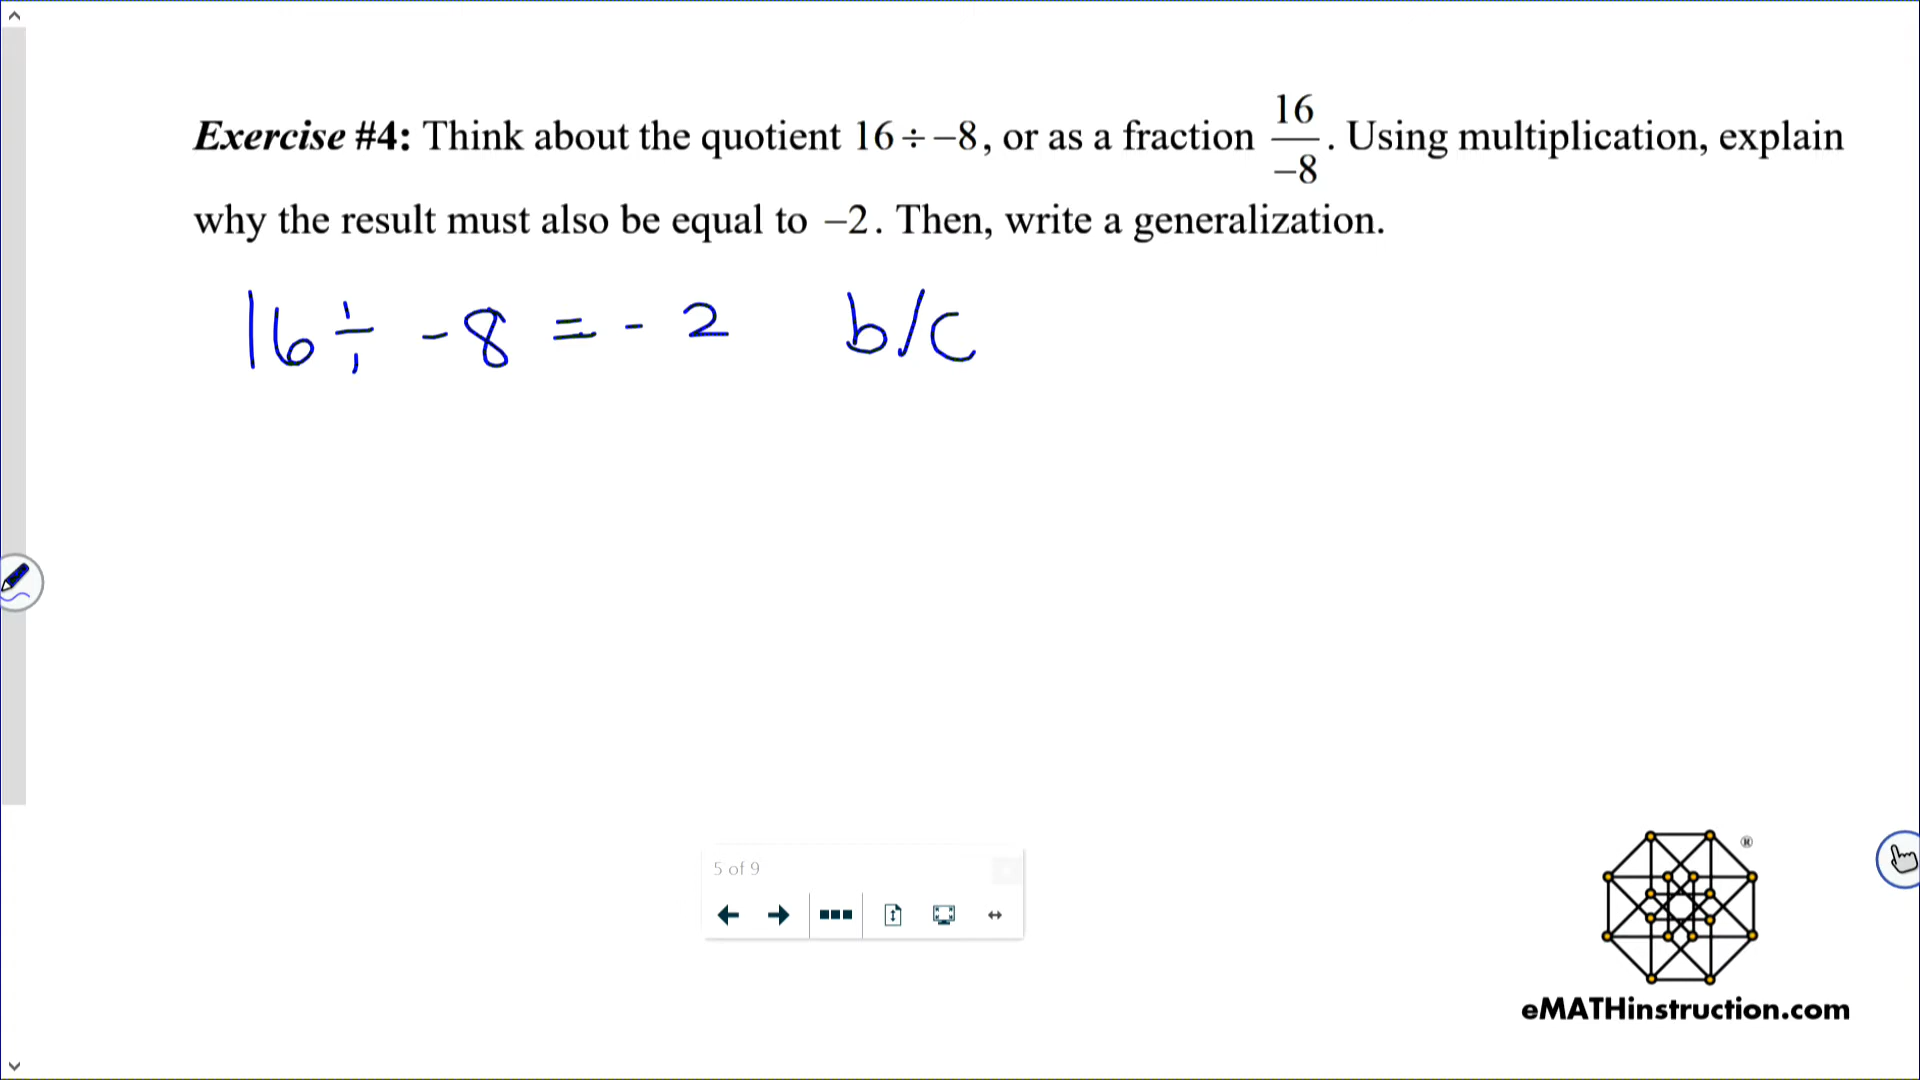 Exercise #4: Think about the quotient 16 ÷ −8, or as a fraction 16/−8. Using multiplication, explain
why the result must also be equal to −2. Then, write a generalization.
16 ÷ -8 = -2 b/c
5 of 9
®
eMATHinstruction.com